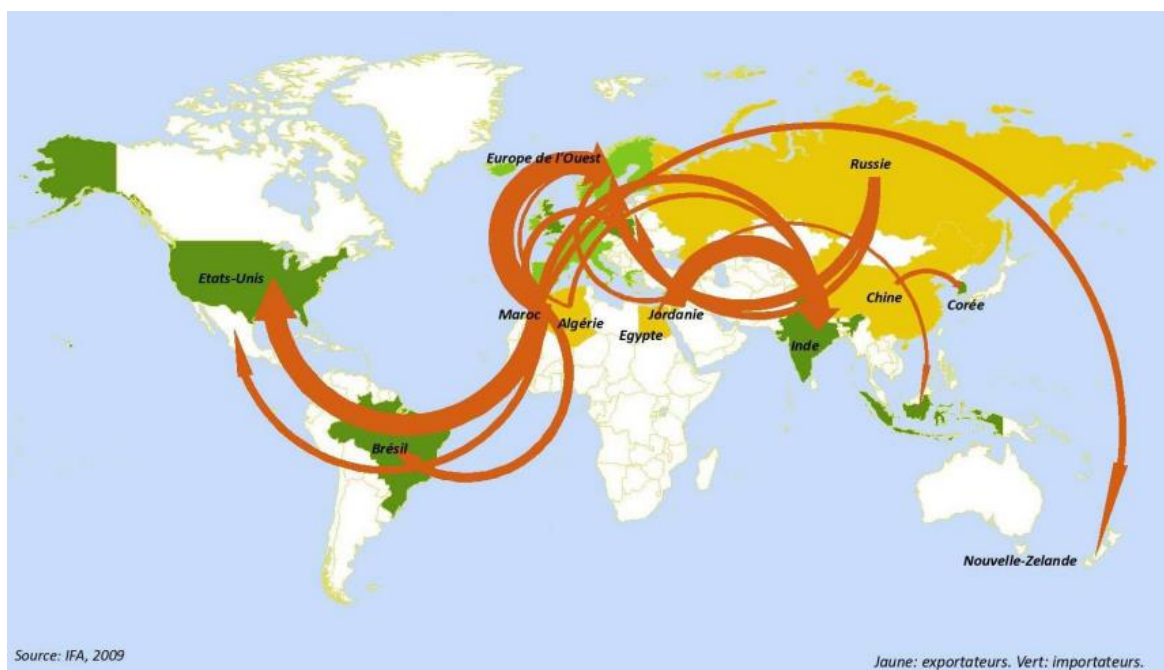 Europe de l'Ouest
Russie
Etats-Unis
Maroc
Algérie
Egypte
Jordanie
Chine
Corée
Inde
Brésil
Nouvelle-Zelande
Source: IFA, 2009
Jaune: exportateurs. Vert: importateurs.